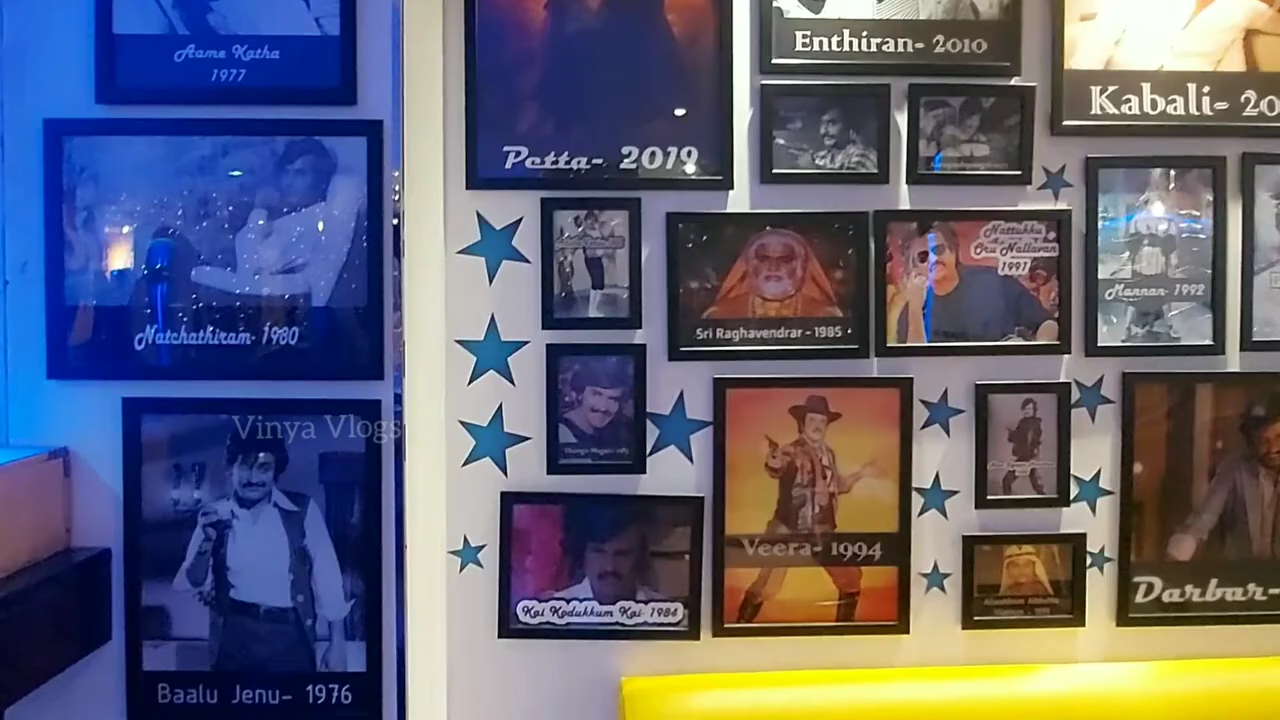 Aame Katha
1977
Natchathiram- 1980
Vinya Vlogs
Baalu Jenu- 1976
Petta- 2019
Enthiran- 2010
Kabali- 20
Sri Raghavendrar - 1985
Nattukku
Oru Nallavan
1991
Mannan- 1992
Veera- 1994
Kai Kodukkum Kai- 1984
Darbar-